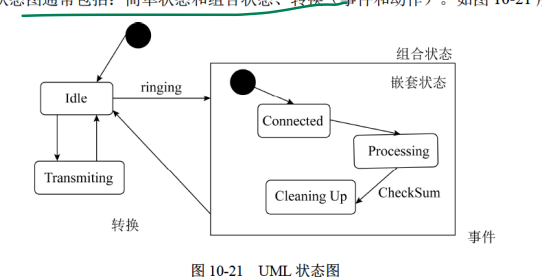 状态图通常包括：简单状态和组合状态、转换（事件和动作）。如图 10-21
组合状态
嵌套状态
ringing
Idle
Connected
Processing
Transmiting
Cleaning Up
CheckSum
转换
事件
图 10-21 UML 状态图